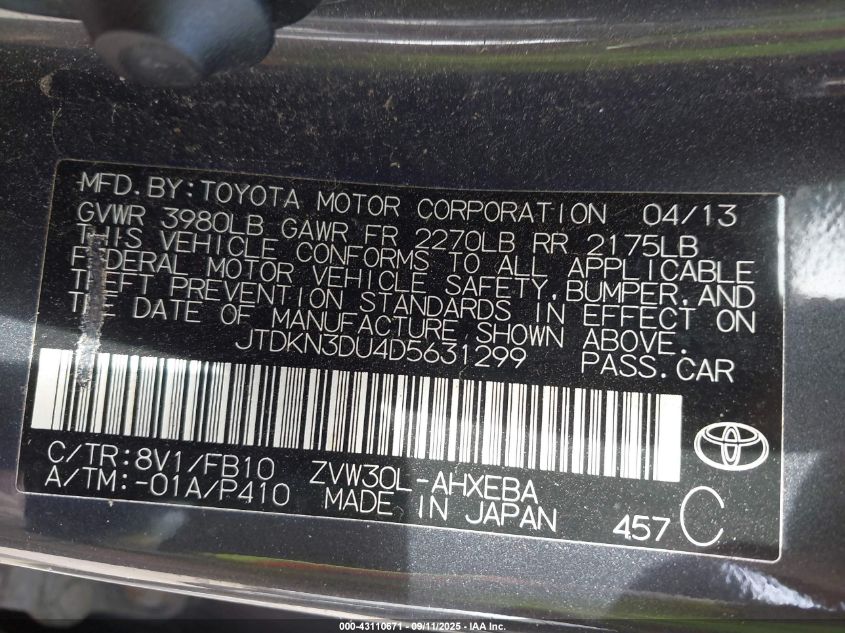 MFD.BY:TOYOTA MOTOR CORPORATION 04/13
GVWR 3980LB GAWR FR 2270LB RR 2175LB
THIS VEHICLE CONFORMS TO ALL APPLICABLE
FEDERAL MOTOR VEHICLE SAFETY,BUMPER,AND
THEFT PREVENTION STANDARDS IN EFFECT ON
THE DATE OF MANUFACTURE SHOWN ABOVE.
JTDKN3DU4D5631299 PASS.CAR
C/TR:8V1/FB10 ZVW30L-AHXEBA
A/TM:-01A/P410 MADE IN JAPAN 457 C
000-43110671 - 09/11/2025 - IAA Inc.